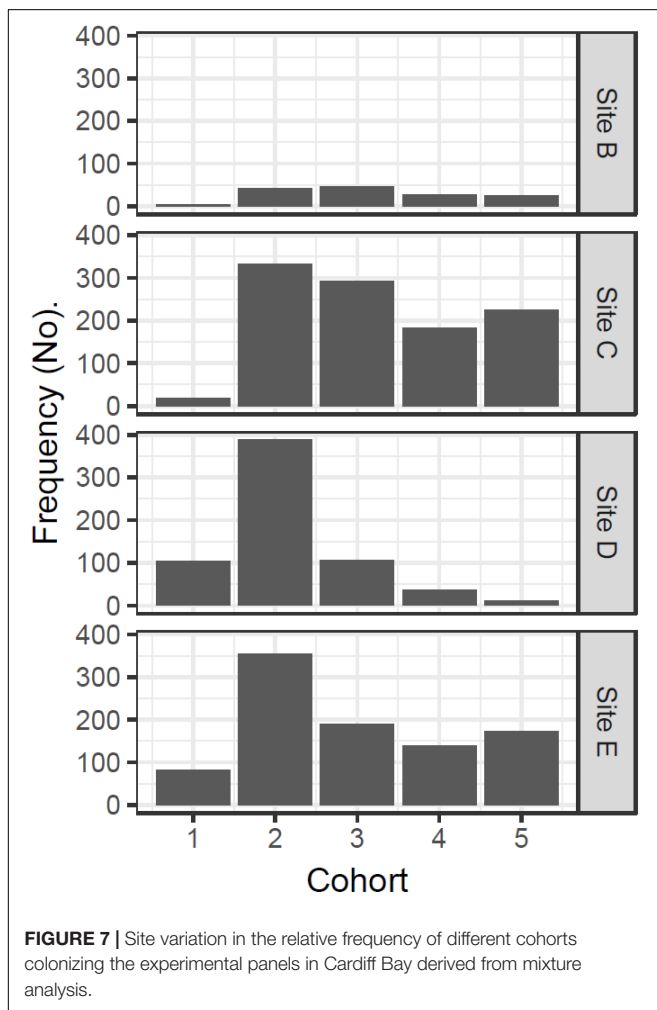 400
300
200
100
0
Site B
400
300
200
100
0
Site C
400
300
200
100
0
Site D
400
300
200
100
0
Site E
Frequency (No).
1 2 3 4 5
Cohort
FIGURE 7 | Site variation in the relative frequency of different cohorts
colonizing the experimental panels in Cardiff Bay derived from mixture
analysis.